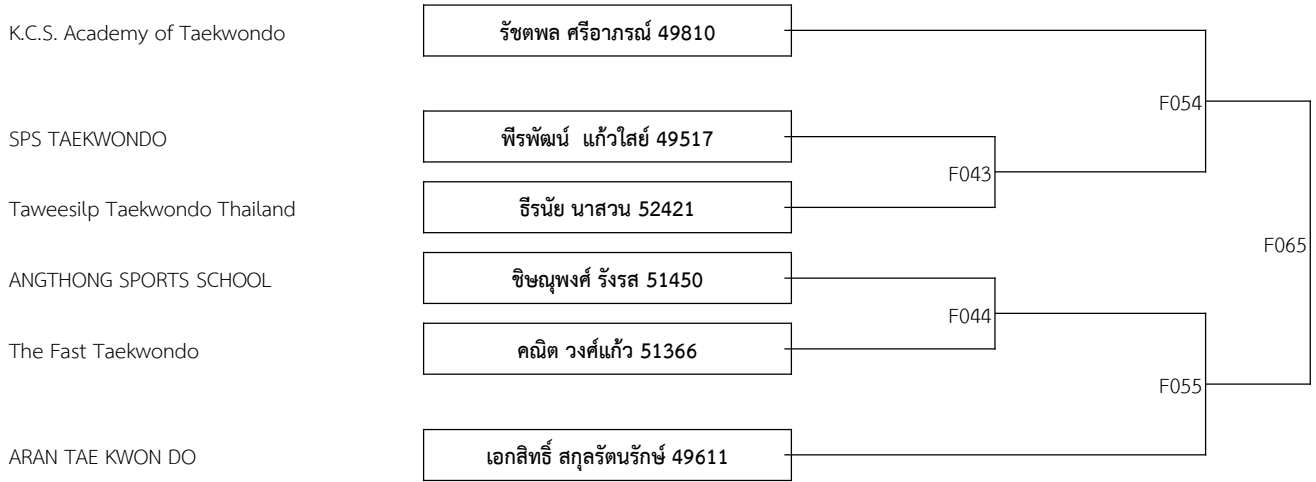 K.C.S. Academy of Taekwondo
รัชตพล ศรีอาภรณ์ 49810
F054
SPS TAEKWONDO
พีรพัฒน์ แก้วใสย์ 49517
F043
Taweesilp Taekwondo Thailand
ธีรนัย นาสวน 52421
F065
ANGTHONG SPORTS SCHOOL
ชิษณุพงศ์ รังรส 51450
F044
The Fast Taekwondo
คณิต วงศ์แก้ว 51366
F055
ARAN TAE KWON DO
เอกสิทธิ์ สกุลรัตนรักษ์ 49611